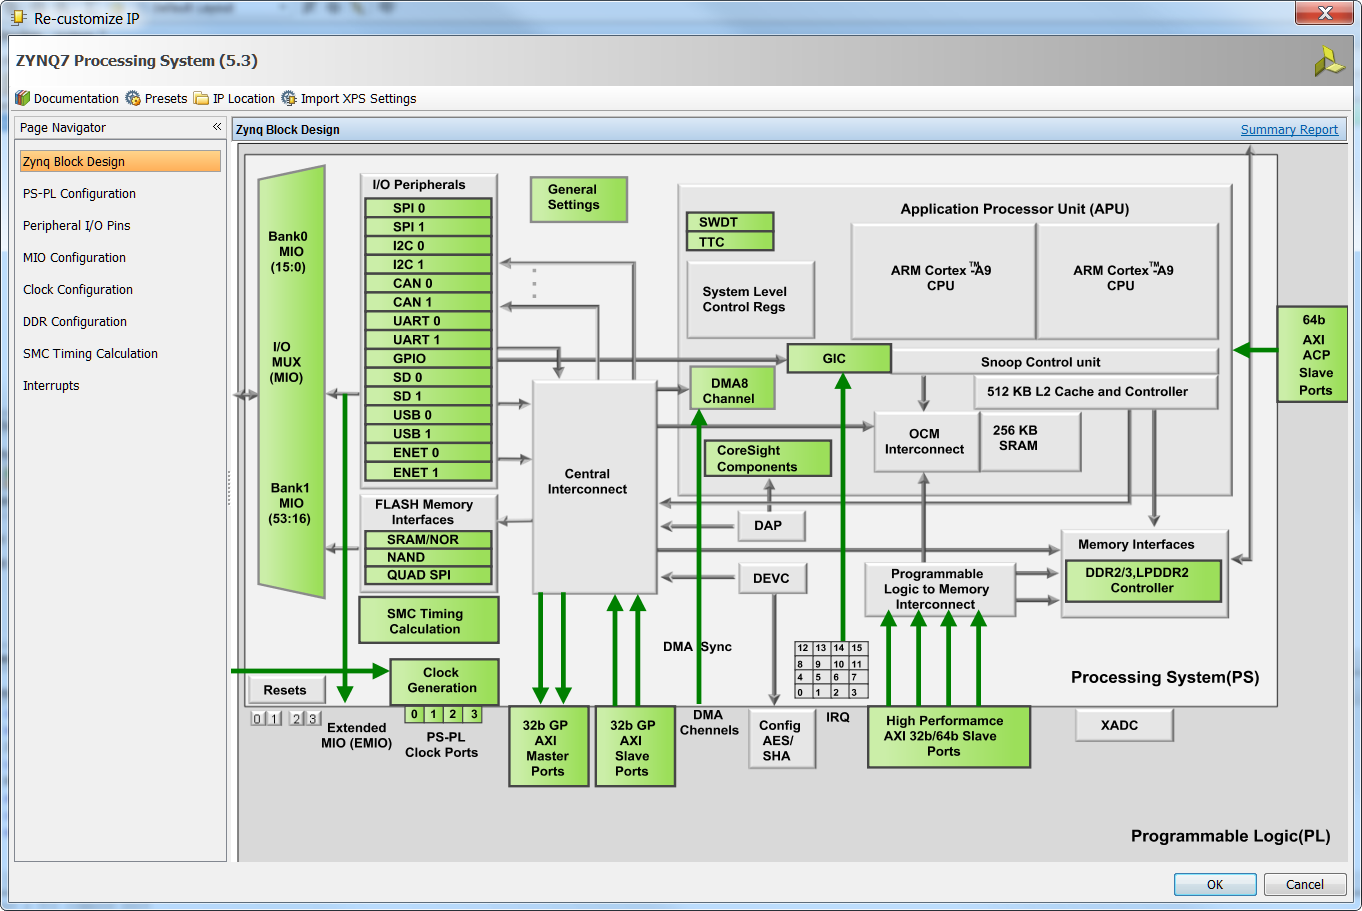 Re-customize IP
ZYNQ7 Processing System (5.3)
Documentation
Presets
IP Location
Import XPS Settings
Page Navigator
«
Zynq Block Design
PS-PL Configuration
Peripheral I/O Pins
MIO Configuration
Clock Configuration
DDR Configuration
SMC Timing Calculation
Interrupts
Zynq Block Design
Summary Report
Bank0
MIO
(15:0)
I/O
MUX
(MIO)
Bank1
MIO
(53:16)
I/O Peripherals
SPI 0
SPI 1
I2C 0
I2C 1
CAN 0
CAN 1
UART 0
UART 1
GPIO
SD 0
SD 1
USB 0
USB 1
ENET 0
ENET 1
FLASH Memory
Interfaces
SRAM/NOR
NAND
QUAD SPI
SMC Timing
Calculation
Clock
Generation
0 1 2 3
PS-PL
Clock Ports
Resets
0 1 2 3
Extended
MIO (EMIO)
General
Settings
Central
Interconnect
32b GP
AXI
Master
Ports
32b GP
AXI
Slave
Ports
Application Processor Unit (APU)
SWDT
TTC
System Level
Control Regs
ARM Cortex™-A9
CPU
ARM Cortex™-A9
CPU
GIC
Snoop Control unit
DMA8
Channel
512 KB L2 Cache and Controller
OCM
Interconnect
256 KB
SRAM
CoreSight
Components
DAP
DEVC
DMA Sync
DMA
Channels
Config
AES/
SHA
12 13 14 15
8 9 10 11
4 5 6 7
0 1 2 3
IRQ
Programmable
Logic to Memory
Interconnect
Memory Interfaces
DDR2/3,LPDDR2
Controller
64b
AXI
ACP
Slave
Ports
High Performamce
AXI 32b/64b Slave
Ports
Processing System(PS)
XADC
Programmable Logic(PL)
OK
Cancel